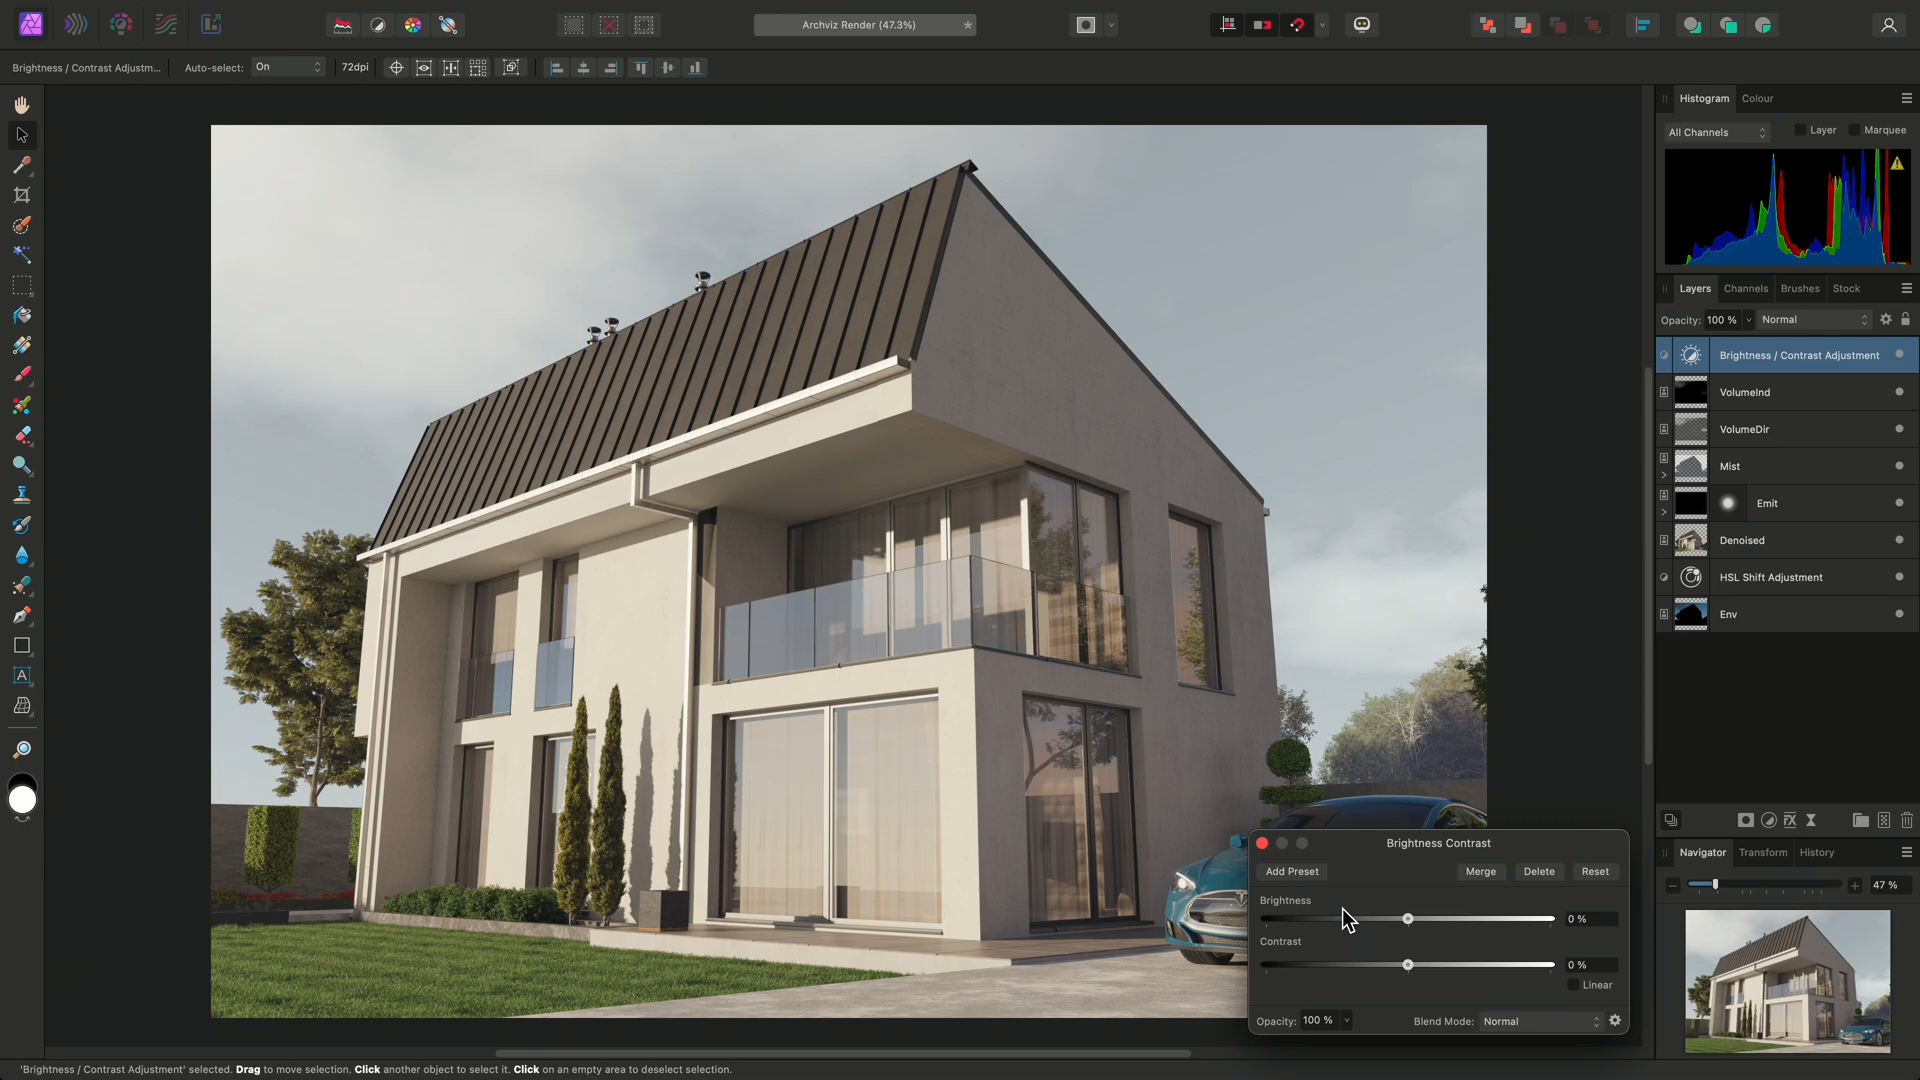 Archviz Render (47.3%)
Brightness / Contrast Adjustm...
Auto-select:
On
72dpi
Histogram
Colour
All Channels
Layer
Marquee
Layers
Channels
Brushes
Stock
Opacity:
100 %
Normal
Brightness / Contrast Adjustment
VolumeInd
VolumeDir
Mist
Emit
Denoised
HSL Shift Adjustment
Env
Navigator
Transform
History
47 %
Brightness Contrast
Add Preset
Merge
Delete
Reset
Brightness
0 %
Contrast
0 %
Linear
Opacity:
100 %
Blend Mode:
Normal
'Brightness / Contrast Adjustment' selected. Drag to move selection. Click another object to select it. Click on an empty area to deselect selection.